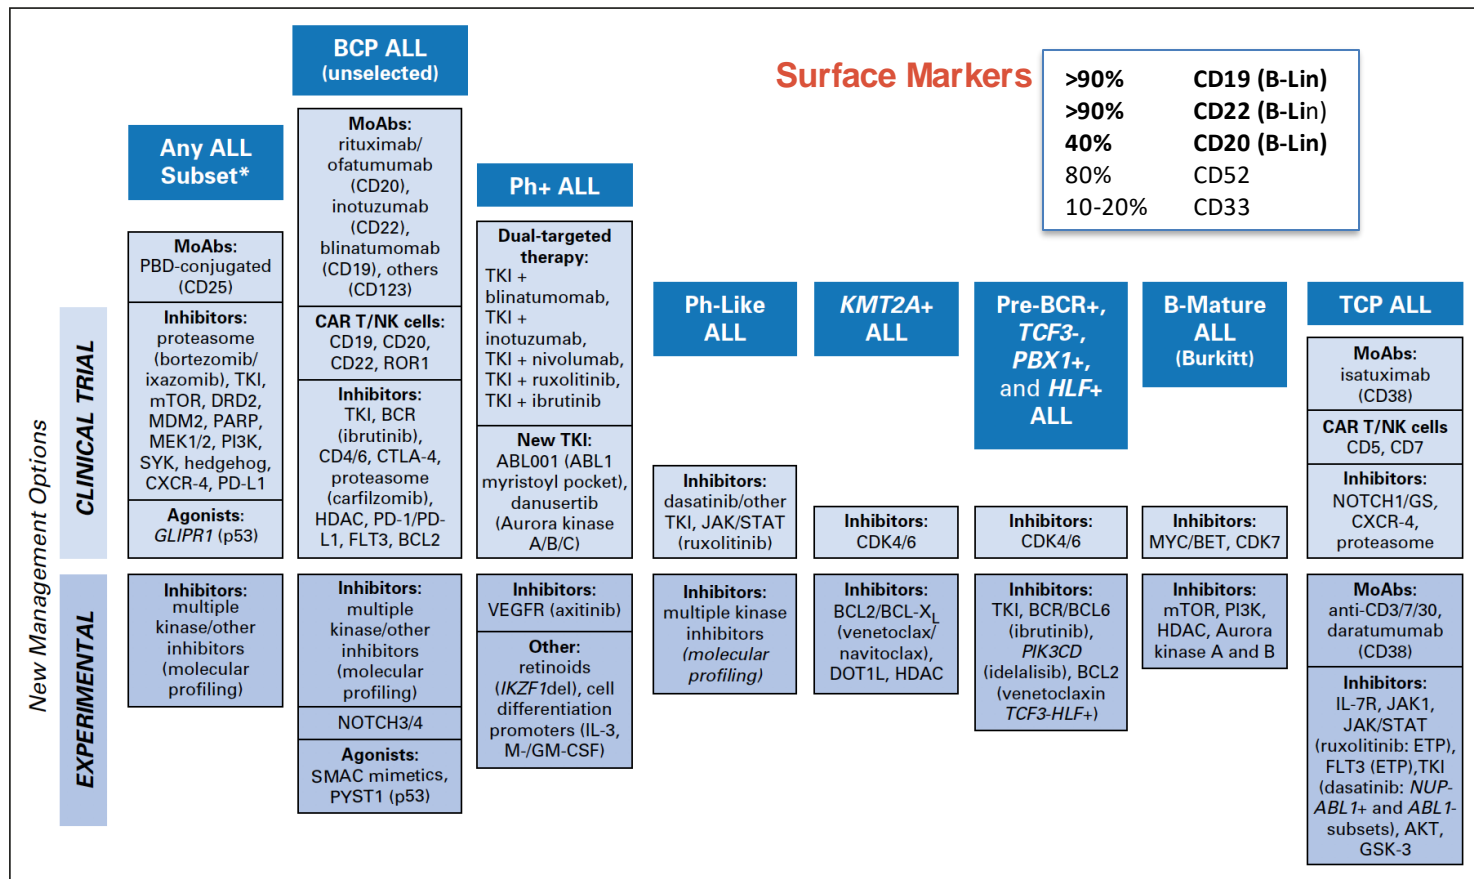 Surface Markers
>90% CD19 (B-Lin)
>90% CD22 (B-Lin)
40% CD20 (B-Lin)
80% CD52
10-20% CD33
New Management Options
CLINICAL TRIAL
EXPERIMENTAL
Any ALL
Subset*
MoAbs:
PBD-conjugated
(CD25)
Inhibitors:
proteasome
(bortezomib/
ixazomib), TKI,
mTOR, DRD2,
MDM2, PARP,
MEK1/2, PI3K,
SYK, hedgehog,
CXCR-4, PD-L1
Agonists:
GLIPR1 (p53)
Inhibitors:
multiple
kinase/other
inhibitors
(molecular
profiling)
BCP ALL
(unselected)
MoAbs:
rituximab/
ofatumumab
(CD20),
inotuzumab
(CD22),
blinatumomab
(CD19), others
(CD123)
CAR T/NK cells:
CD19, CD20,
CD22, ROR1
Inhibitors:
TKI, BCR
(ibrutinib),
CD4/6, CTLA-4,
proteasome
(carfilzomib),
HDAC, PD-1/PD-
L1, FLT3, BCL2
Inhibitors:
multiple
kinase/other
inhibitors
(molecular
profiling)
NOTCH3/4
Agonists:
SMAC mimetics,
PYST1 (p53)
Ph+ ALL
Dual-targeted
therapy:
TKI +
blinatumomab,
TKI +
inotuzumab,
TKI + nivolumab,
TKI + ruxolitinib,
TKI + ibrutinib
New TKI:
ABL001 (ABL1
myristoyl pocket),
danusertib
(Aurora kinase
A/B/C)
Inhibitors:
VEGFR (axitinib)
Other:
retinoids
(IKZF1del), cell
differentiation
promoters (IL-3,
M-/GM-CSF)
Ph-Like
ALL
Inhibitors:
dasatinib/other
TKI, JAK/STAT
(ruxolitinib)
Inhibitors:
multiple kinase
inhibitors
(molecular
profiling)
KMT2A+
ALL
Inhibitors:
CDK4/6
Inhibitors:
BCL2/BCL-XL
(venetoclax/
navitoclax),
DOT1L, HDAC
Pre-BCR+,
TCF3-,
PBX1+,
and HLF+
ALL
Inhibitors:
CDK4/6
Inhibitors:
TKI, BCR/BCL6
(ibrutinib),
PIK3CD
(idelalisib), BCL2
(venetoclaxin
TCF3-HLF+)
B-Mature
ALL
(Burkitt)
Inhibitors:
MYC/BET, CDK7
Inhibitors:
mTOR, PI3K,
HDAC, Aurora
kinase A and B
TCP ALL
MoAbs:
isatuximab
(CD38)
CAR T/NK cells
CD5, CD7
Inhibitors:
NOTCH1/GS,
CXCR-4,
proteasome
MoAbs:
anti-CD3/7/30,
daratumumab
(CD38)
Inhibitors:
IL-7R, JAK1,
JAK/STAT
(ruxolitinib: ETP),
FLT3 (ETP),TKI
(dasatinib: NUP-
ABL1+ and ABL1-
subsets), AKT,
GSK-3